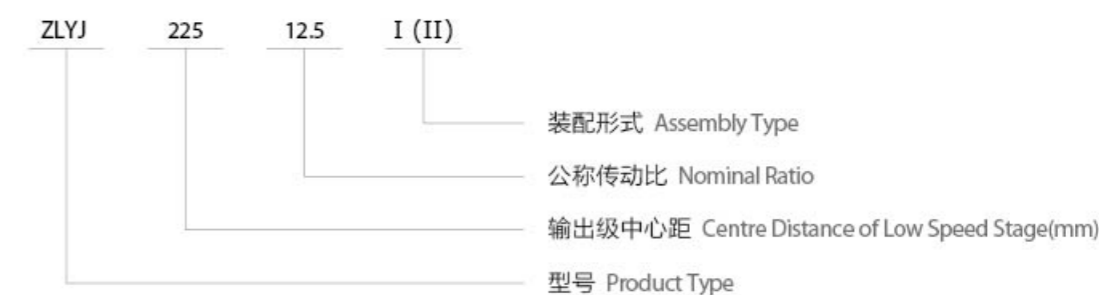 ZLYJ 225 12.5 I (II)
装配形式 Assembly Type
公称传动比 Nominal Ratio
输出级中心距 Centre Distance of Low Speed Stage(mm)
型号 Product Type